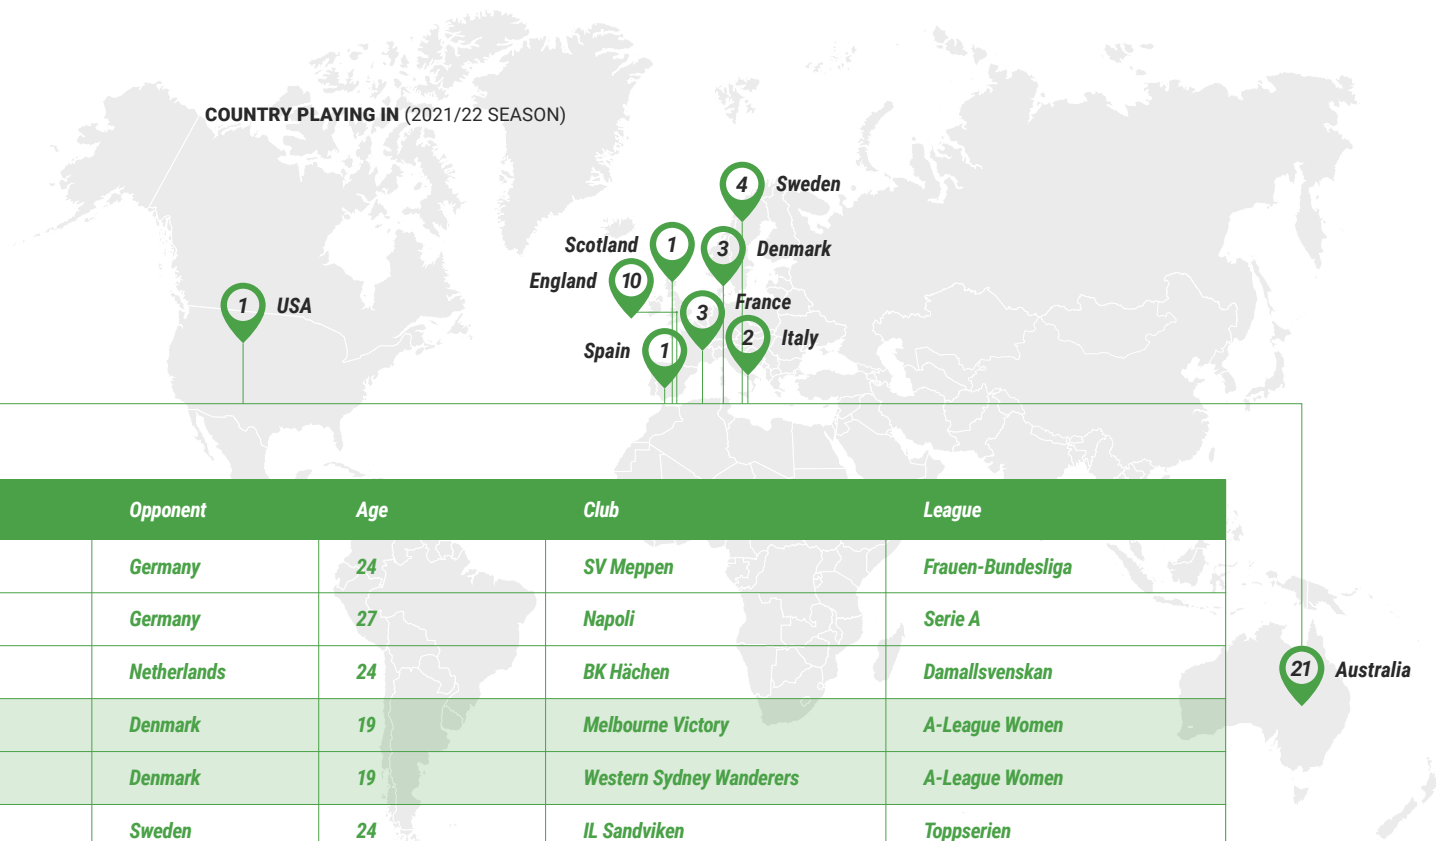 COUNTRY PLAYING IN (2021/22 SEASON)
4 Sweden
Scotland 1
3 Denmark
England 10
1 USA
France
3
2 Italy
Spain 1
Opponent Age Club League
Germany 24 SV Meppen Frauen-Bundesliga
Germany 27 Napoli Serie A
Netherlands 24 BK Hächen Damallsvenskan
21 Australia
Denmark 19 Melbourne Victory A-League Women
Denmark 19 Western Sydney Wanderers A-League Women
Sweden 24 IL Sandviken Toppserien